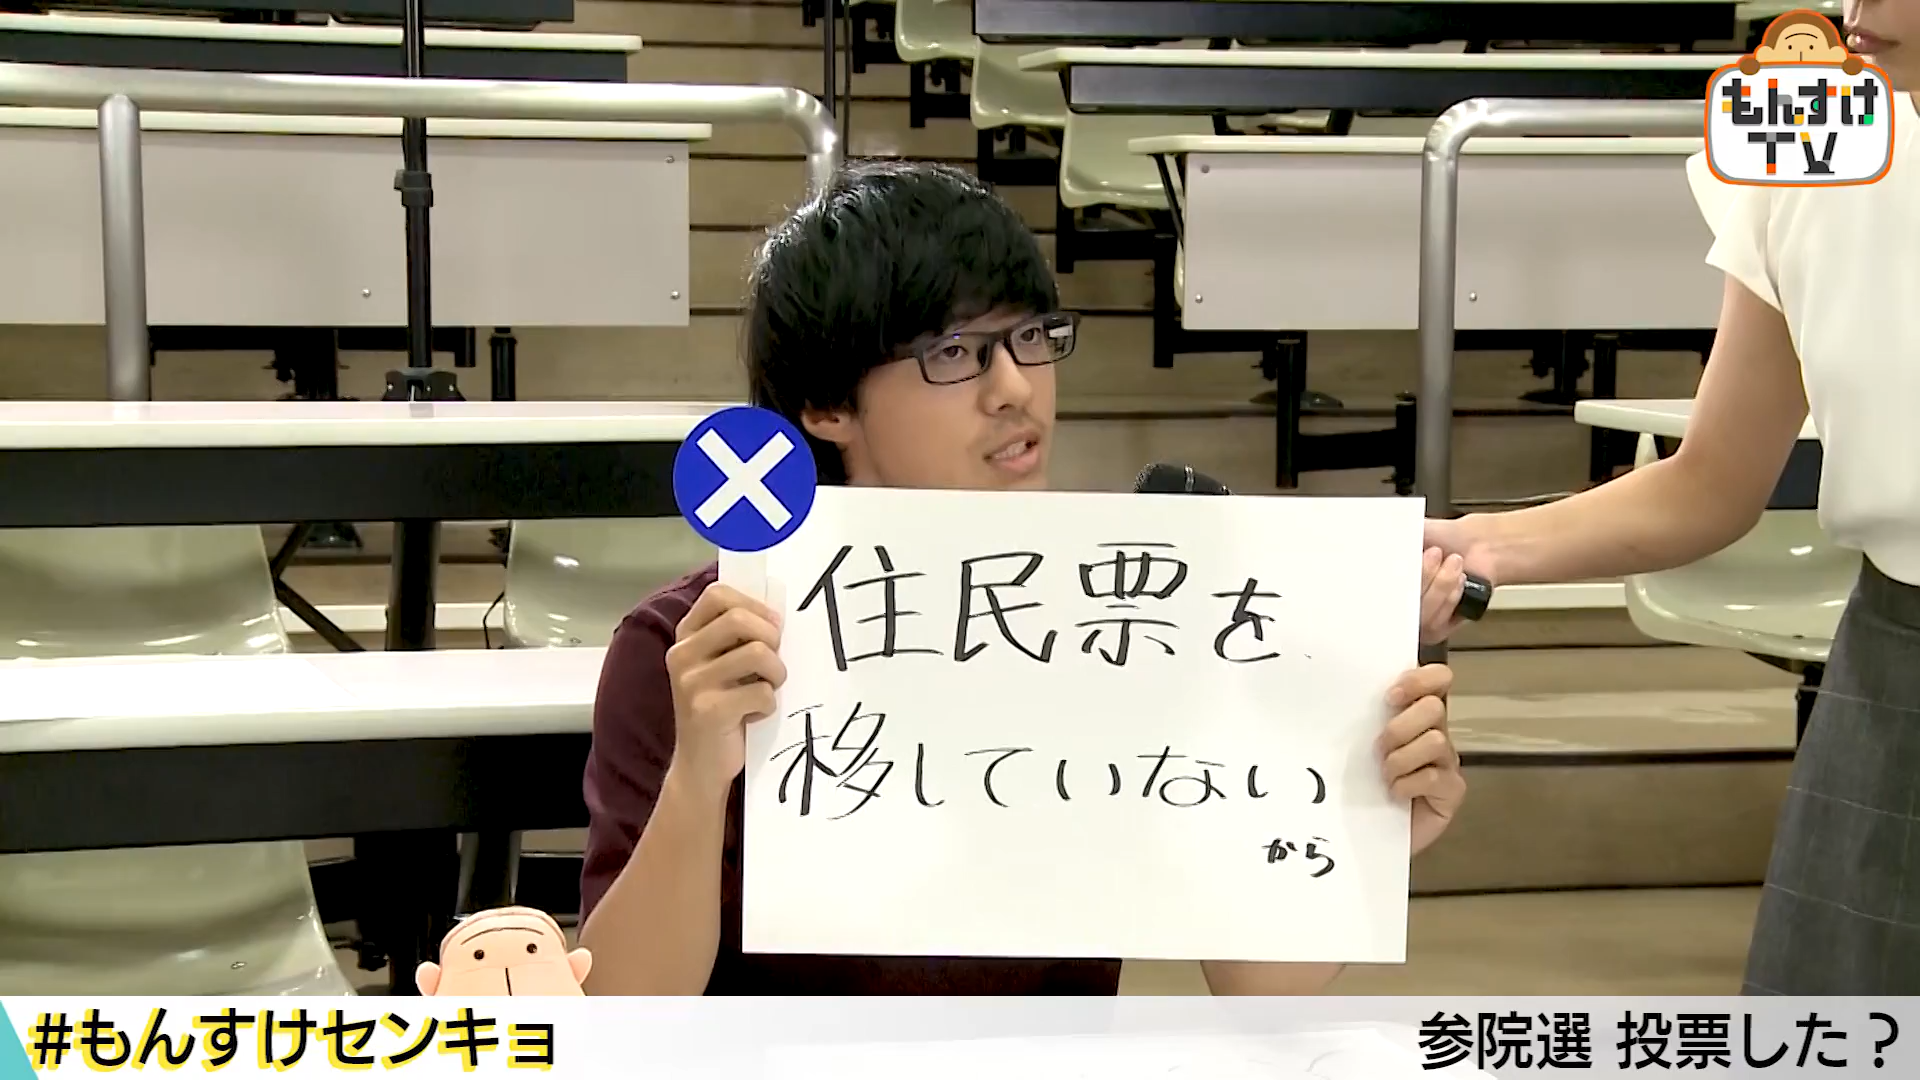 もんすけ
TV
住民票を
移していない
から
#もんすけセンキョ
参院選 投票した？